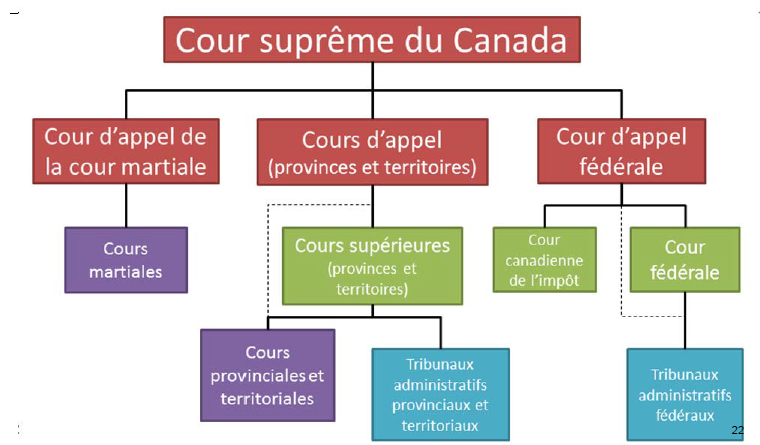 Cour suprême du Canada
Cour d'appel de
la cour martiale
Cours d'appel
(provinces et territoires)
Cour d'appel
fédérale
Cours
martiales
Cours supérieures
(provinces et
territoires)
Cour
canadienne
de l'impôt
Cour
fédérale
Cours
provinciales et
territoriales
Tribunaux
administratifs
provinciaux et
territoriaux
Tribunaux
administratifs
fédéraux
22